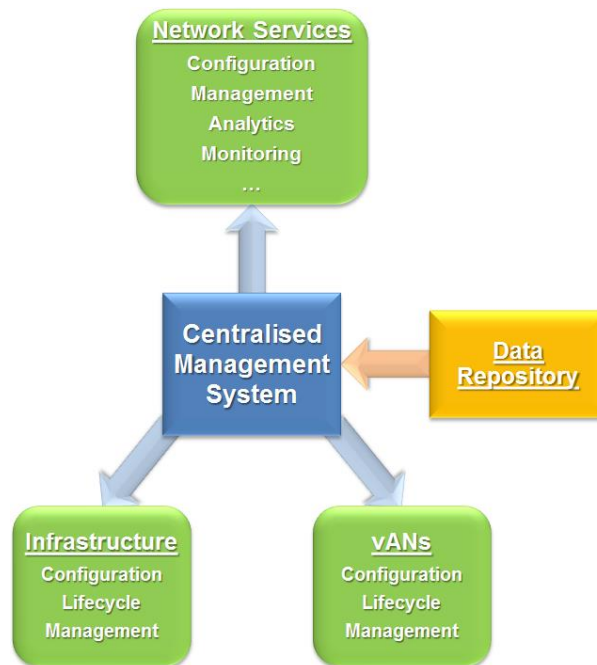 Network Services
Configuration
Management
Analytics
Monitoring
...
Centralised
Management
System
Data
Repository
Infrastructure
Configuration
Lifecycle
Management
vANs
Configuration
Lifecycle
Management